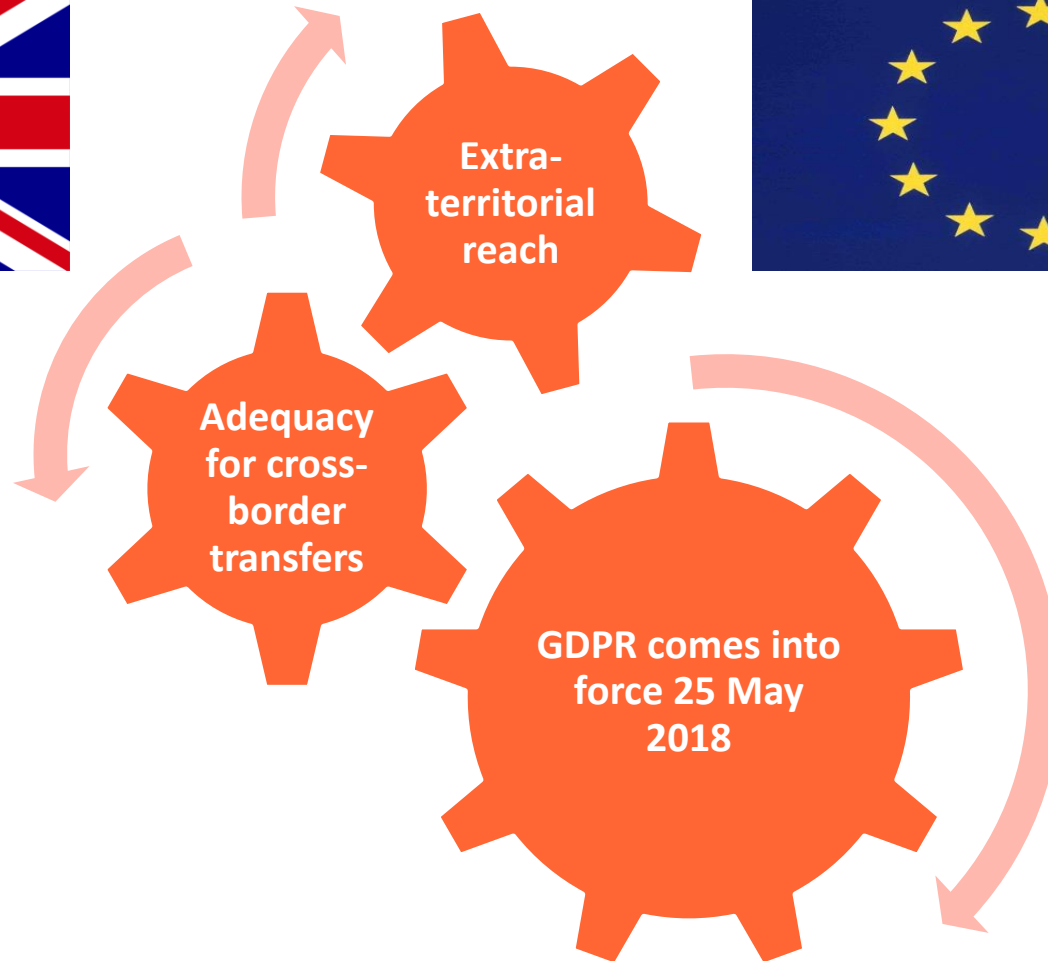 Extra-
territorial
reach
Adequacy
for cross-
border
transfers
GDPR comes into
force 25 May
2018